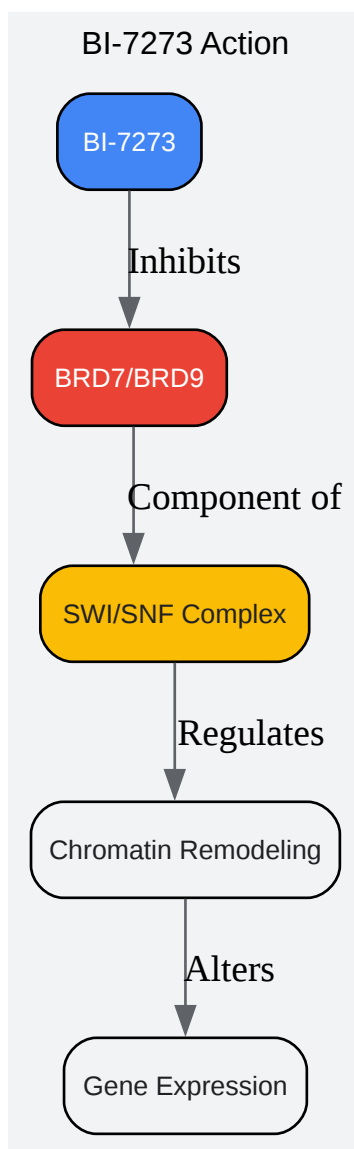 BI-7273 Action
BI-7273
Inhibits
BRD7/BRD9
Component of
SWI/SNF Complex
Regulates
Chromatin Remodeling
Alters
Gene Expression